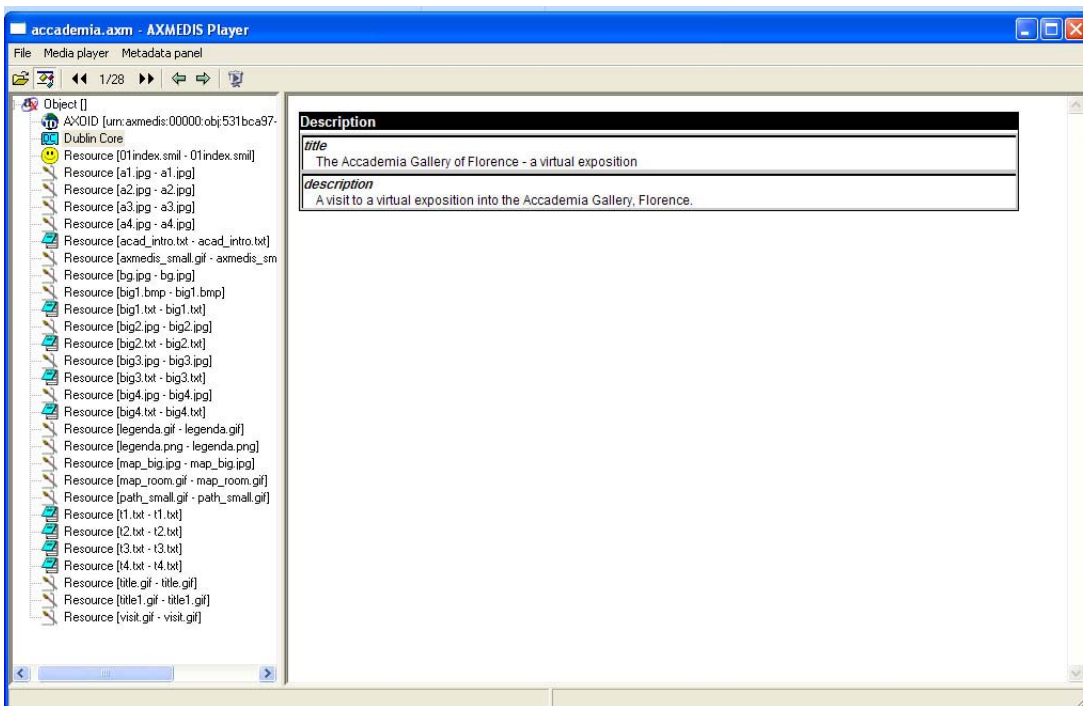 accademia.axm - AXMEDIS Player
File Media player Metadata panel
1/28
Object []
AXOID [urn:axmedis:00000:obj:531bca97-
Dublin Core
Resource [01index.smil - 01index.smil]
Resource [a1.jpg - a1.jpg]
Resource [a2.jpg - a2.jpg]
Resource [a3.jpg - a3.jpg]
Resource [a4.jpg - a4.jpg]
Resource [acad_intro.txt - acad_intro.txt]
Resource [axmedis_small.gif - axmedis_sm
Resource [bg.jpg - bg.jpg]
Resource [big1.bmp - big1.bmp]
Resource [big1.txt - big1.txt]
Resource [big2.jpg - big2.jpg]
Resource [big2.txt - big2.txt]
Resource [big3.jpg - big3.jpg]
Resource [big3.txt - big3.txt]
Resource [big4.jpg - big4.jpg]
Resource [big4.txt - big4.txt]
Resource [legenda.gif - legenda.gif]
Resource [legenda.png - legenda.png]
Resource [map_big.jpg - map_big.jpg]
Resource [map_room.gif - map_room.gif]
Resource [path_small.gif - path_small.gif]
Resource [t1.txt - t1.txt]
Resource [t2.txt - t2.txt]
Resource [t3.txt - t3.txt]
Resource [t4.txt - t4.txt]
Resource [title.gif - title.gif]
Resource [title1.gif - title1.gif]
Resource [visit.gif - visit.gif]
Description
title
The Accademia Gallery of Florence - a virtual exposition
description
A visit to a virtual exposition into the Accademia Gallery, Florence.